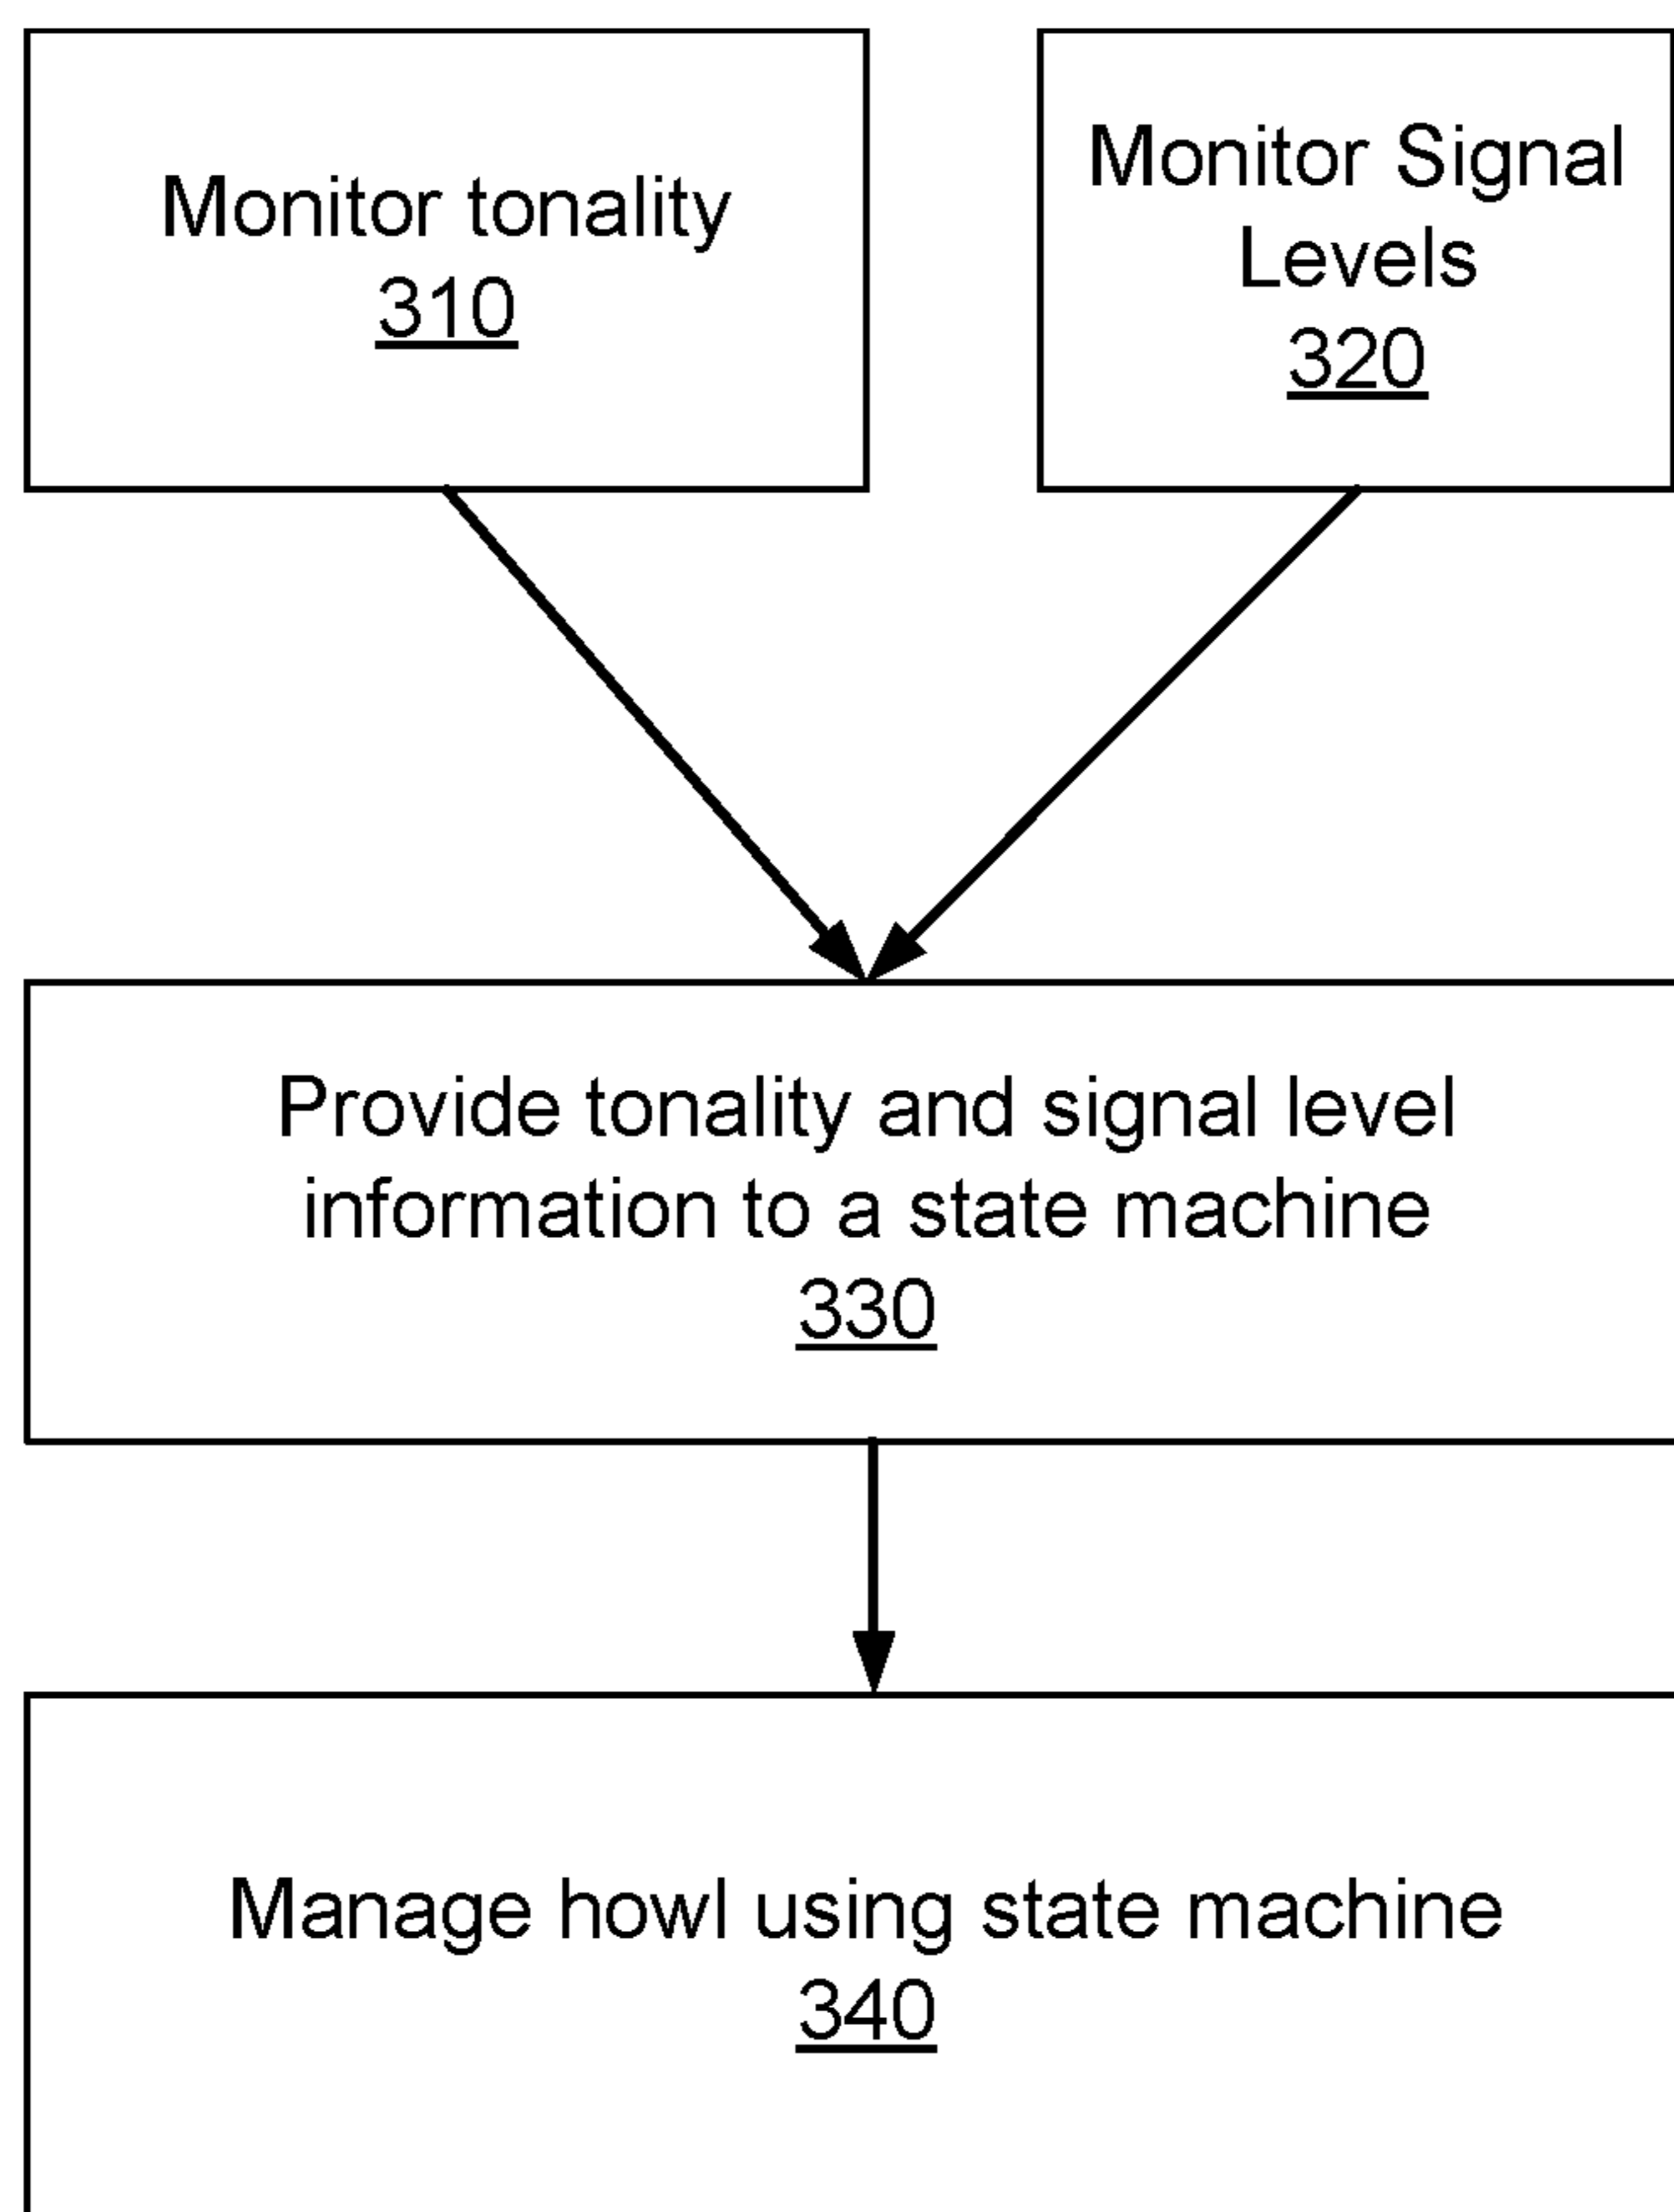 Monitor tonality
310
Monitor Signal
Levels
320
Provide tonality and signal level
information to a state machine
330
Manage howl using state machine
340